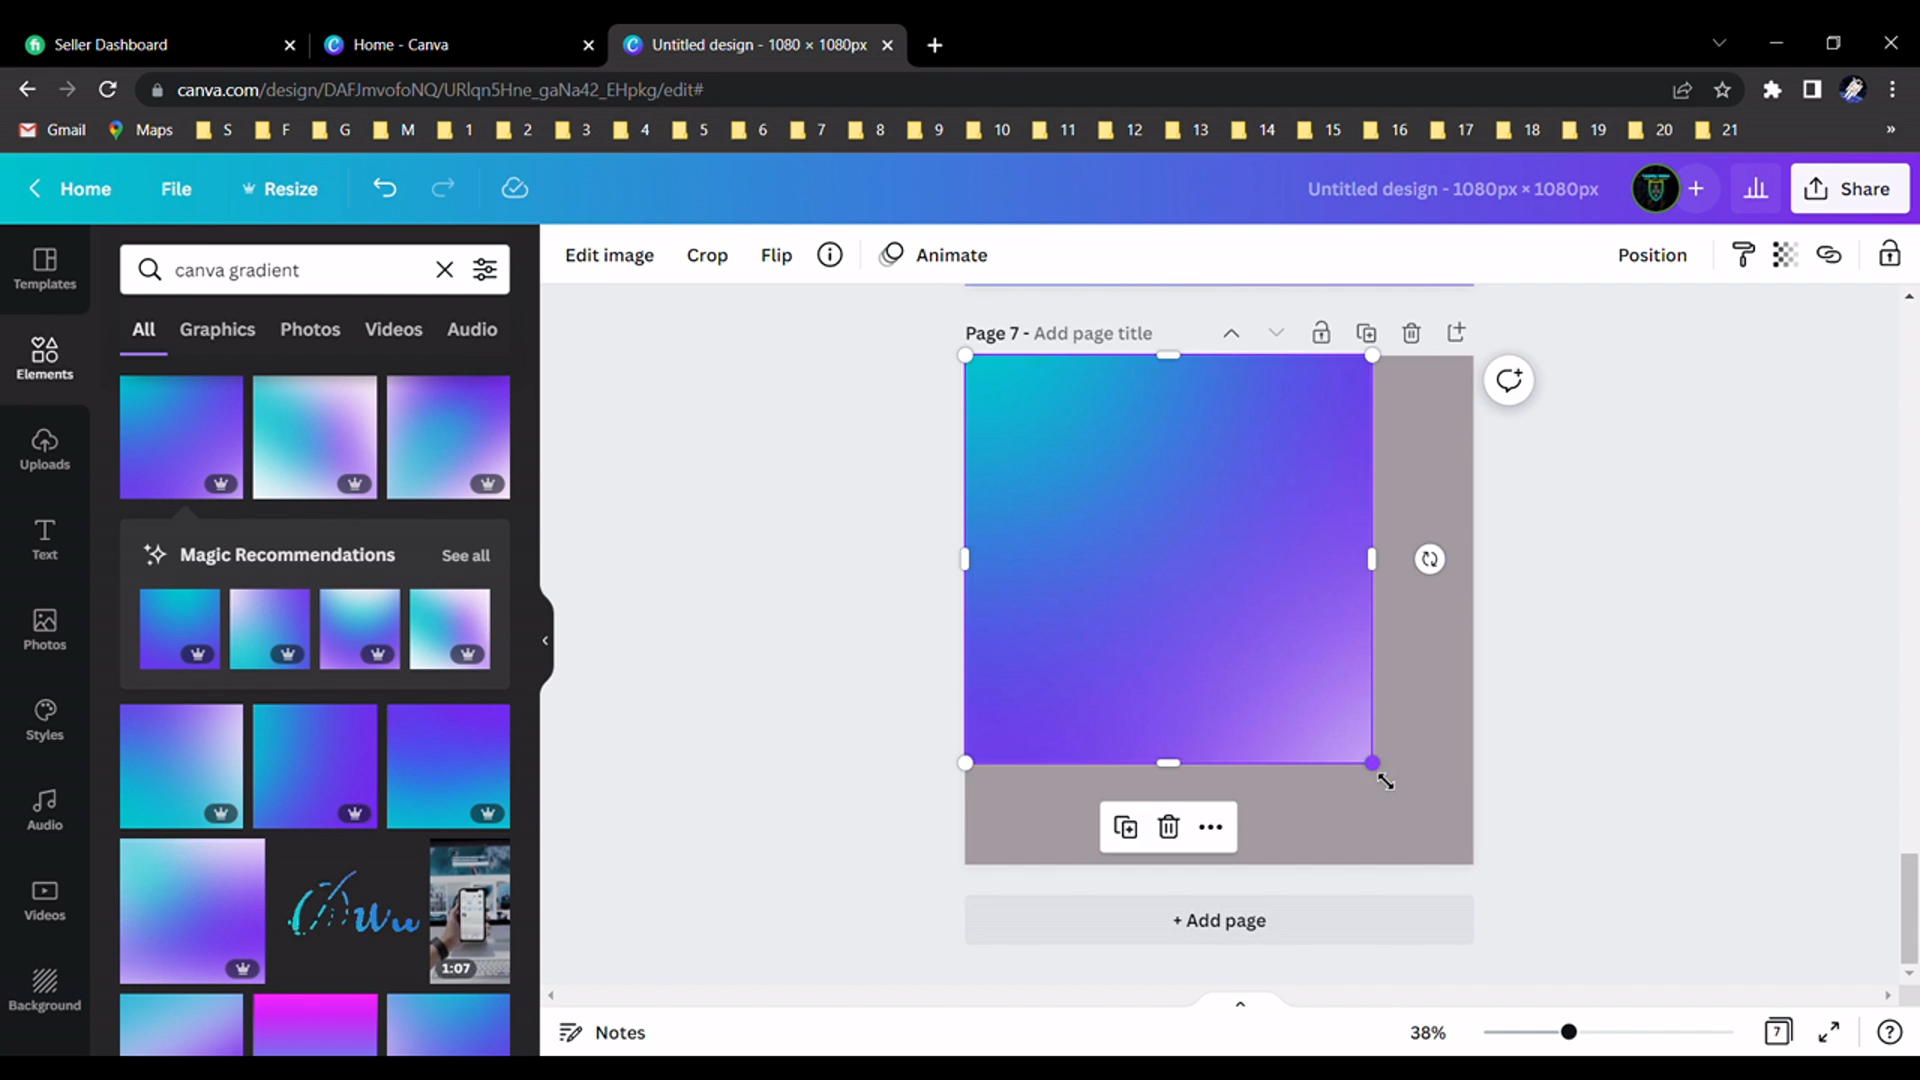 Seller Dashboard
Home - Canva
Untitled design - 1080 × 1080px
canva.com/design/DAFJmvofoNQ/URlqn5Hne_gaNa42_EHpkg/edit#
Gmail Maps S F G M 1 2 3 4 5 6 7 8 9 10 11 12 13 14 15 16 17 18 19 20 21 »
Home File Resize Untitled design - 1080px × 1080px Share
canva gradient
Edit image Crop Flip Animate Position
All Graphics Photos Videos Audio
Templates
Elements
Uploads
Text
Photos
Styles
Audio
Videos
Background
Magic Recommendations See all
1:07
Page 7 - Add page title
+ Add page
Notes 38% 7